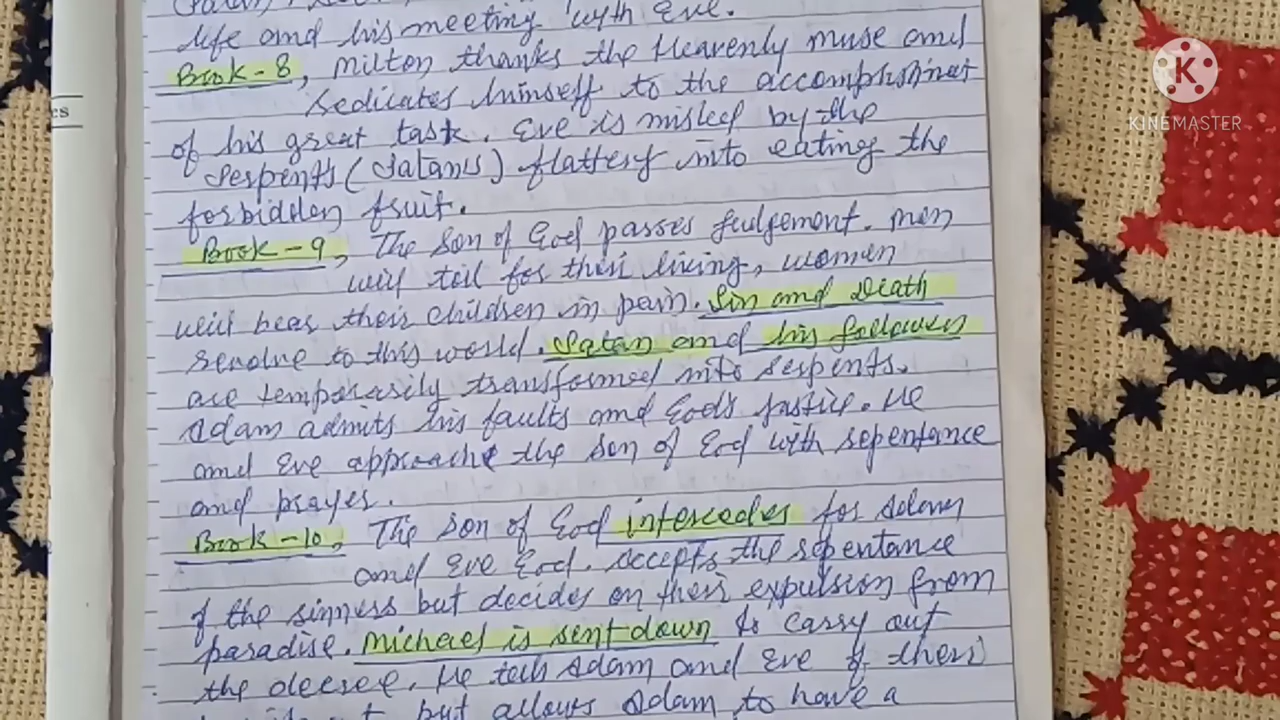 life and his meeting with Eve.
Book-8, Milton thanks the Heavenly muse and
dedicates himself to the accomplishment
of his great task. Eve is misled by the
Serpents (Satans) flattery into eating the
forbidden fruit.
Book-9, The son of God passes judgement. men
will toil for their living, women
will bear their children in pain. Sin and Death
resolve to this world. Satan and his followers
are temporarily transformed into serpents.
Adam admits his faults and God's Justice. He
and Eve approache the son of God with repentance
and prayer.
Book-10, The son of God intercedes for Adam
and Eve God. accepts the repentance
of the sinners but decides on their expulsion from
paradise. Michael is sent down to carry out
the decree. He tells Adam and Eve of their
but allows Adam to have a
es
KINEMASTER